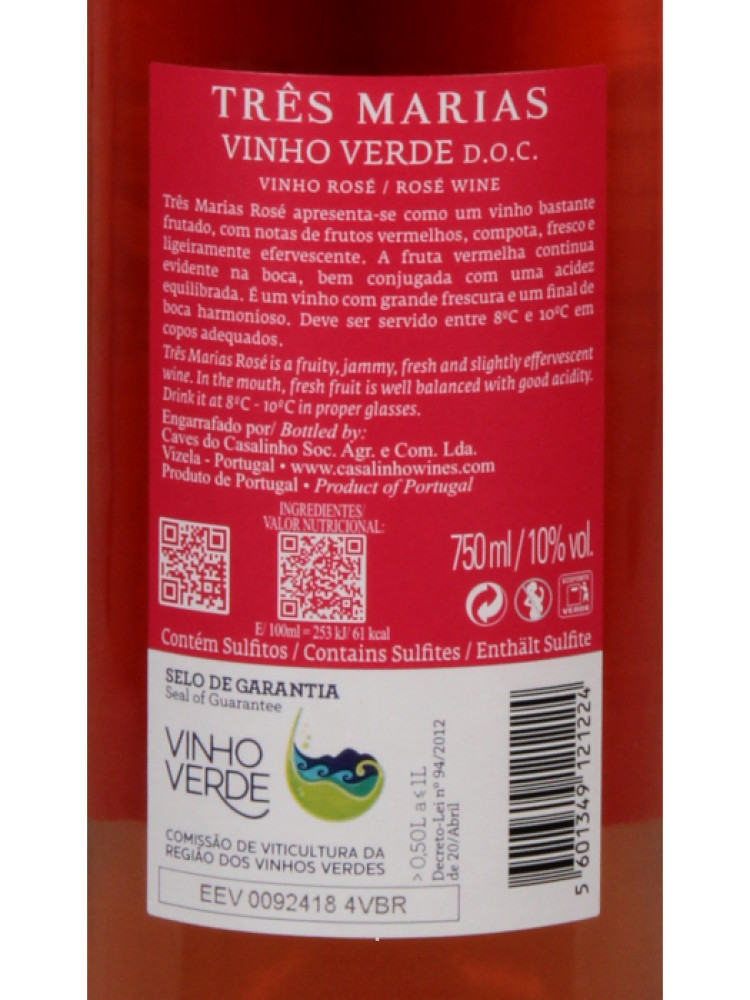 TRÊS MARIAS
VINHO VERDE D.O.C.
VINHO ROSÉ / ROSÉ WINE
Três Marias Rosé apresenta-se como um vinho bastante
frutado, com notas de frutos vermelhos, compota, fresco e
ligeiramente efervescente. A fruta vermelha continua
evidente na boca, bem conjugada com uma acidez
equilibrada. É um vinho com grande frescura e um final de
boca harmonioso. Deve ser servido entre 8ºC e 10ºC em
copos adequados.
Três Marias Rosé is a fruity, jammy, fresh and slightly effervescent
wine. In the mouth, fresh fruit is well balanced with good acidity.
Drink it at 8ºC - 10ºC in proper glasses.
Engarrafado por/ Bottled by:
Caves do Casalinho Soc. Agr. e Com. Lda.
Vizela - Portugal • www.casalinhowines.com
Produto de Portugal • Product of Portugal
INGREDIENTES/
VALOR NUTRICIONAL:
750 ml / 10% vol.
ECOPONTO
VERDE
E/ 100ml = 253 kJ/ 61 kcal
Contém Sulfitos / Contains Sulfites / Enthält Sulfite
SELO DE GARANTIA
Seal of Guarantee
VINHO
VERDE
COMISSÃO DE VITICULTURA DA
REGIÃO DOS VINHOS VERDES
EEV 0092418 4VBR
> 0,50L a ≤ 1L
Decreto-Lei nº 94/2012
de 20/Abril
5 601349 121224